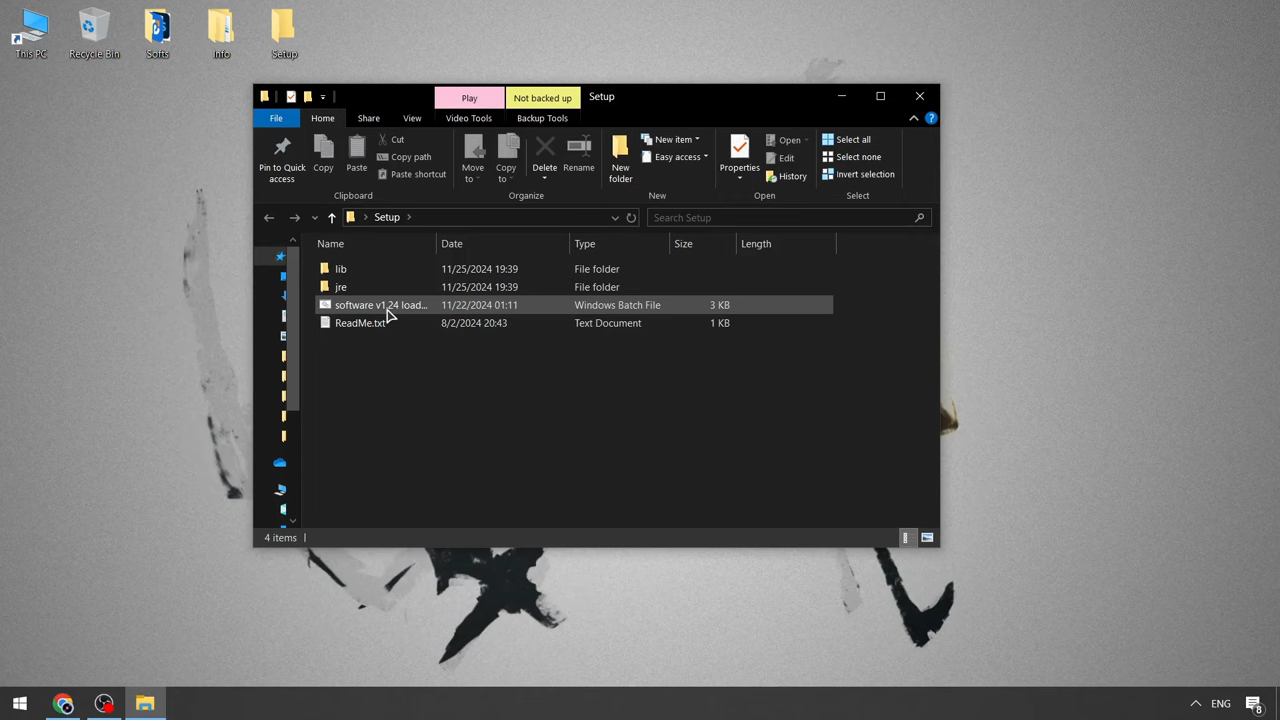 This PC
Recycle Bin
Softs
Info
Setup
Play
Not backed up
Setup
File
Home
Share
View
Video Tools
Backup Tools
Pin to Quick access
Copy
Paste
Cut
Copy path
Paste shortcut
Clipboard
Move to
Copy to
Delete
Rename
Organize
New folder
New item
Easy access
New
Properties
Open
Edit
History
Open
Select all
Select none
Invert selection
Select
Setup
Search Setup
Name Date Type Size Length
lib 11/25/2024 19:39 File folder
jre 11/25/2024 19:39 File folder
software v1.24 load... 11/22/2024 01:11 Windows Batch File 3 KB
ReadMe.txt 8/2/2024 20:43 Text Document 1 KB
4 items
ENG
8